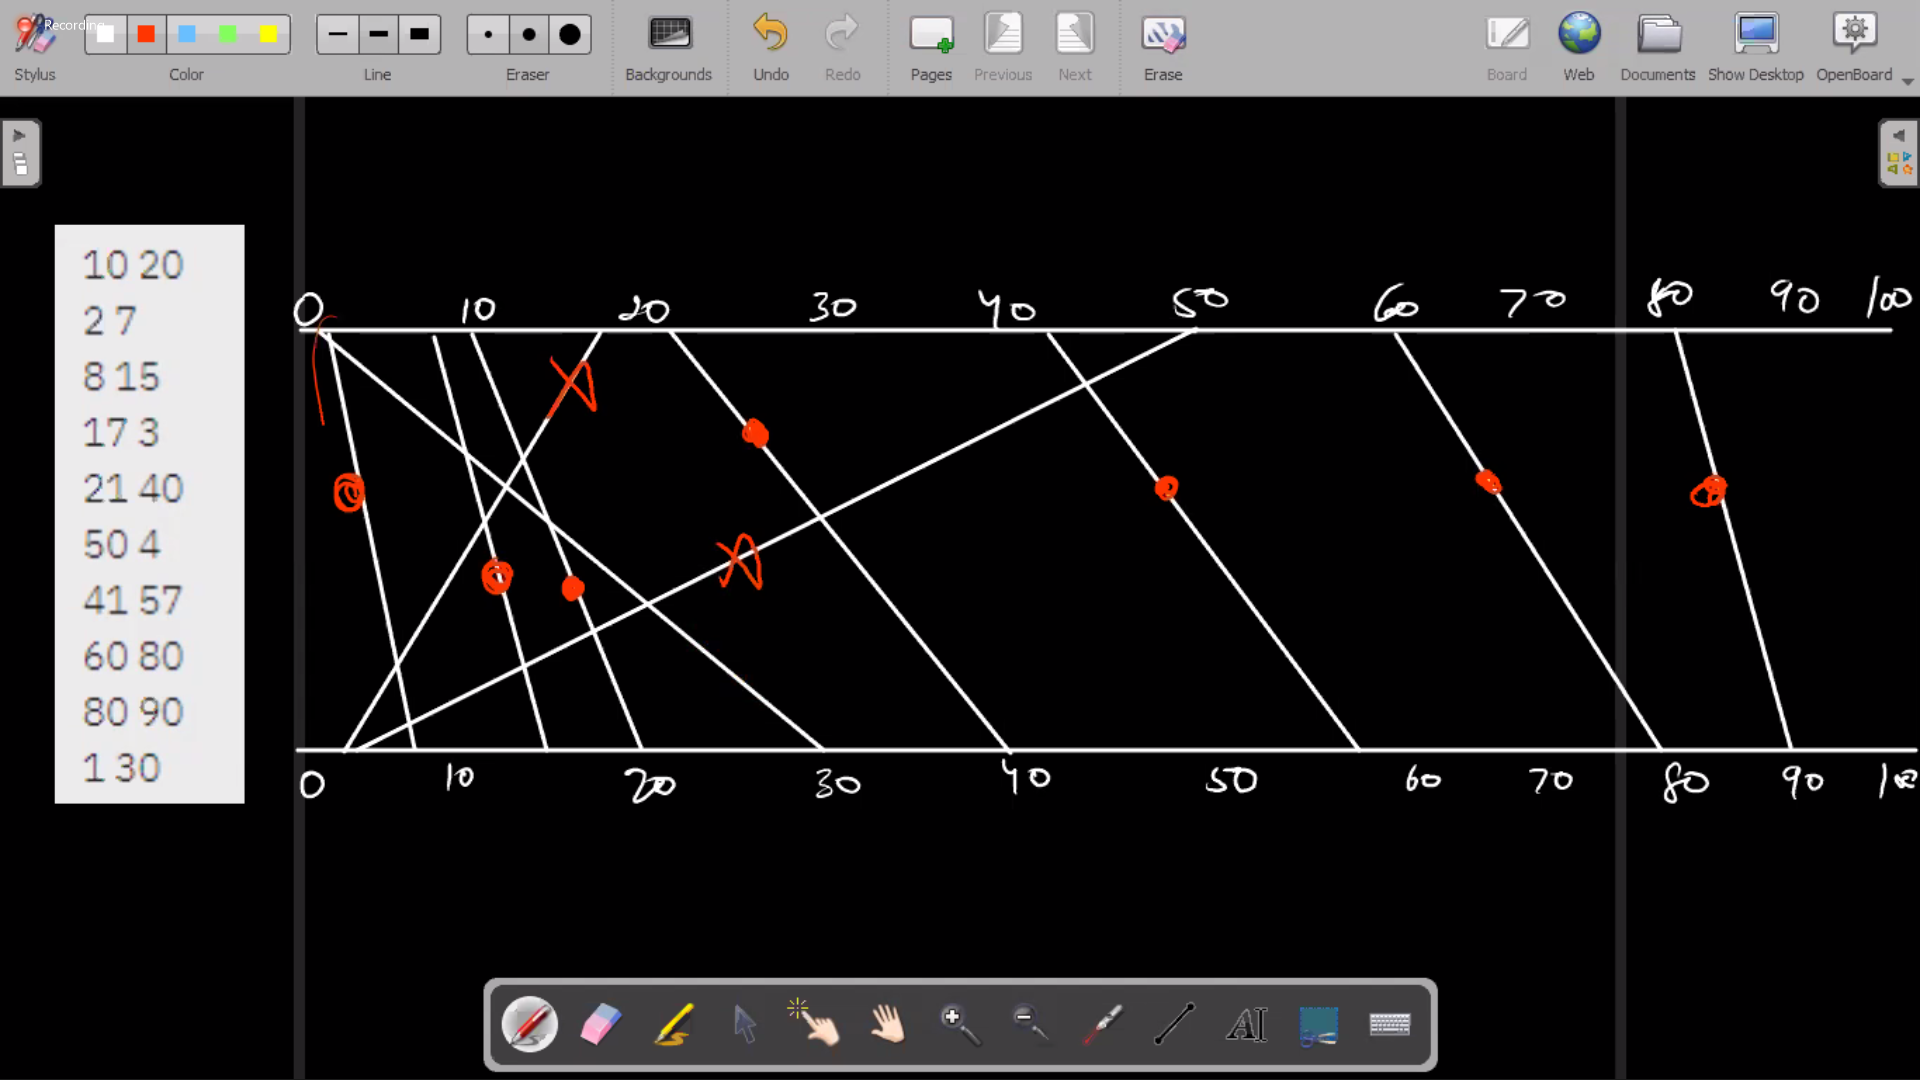 Recording
Stylus Color Line Eraser Backgrounds Undo Redo Pages Previous Next Erase Board Web Documents Show Desktop OpenBoard
10 20
2 7
8 15
17 3
21 40
50 4
41 57
60 80
80 90
1 30
0 10 20 30 40 50 60 70 80 90 100
0 10 20 30 40 50 60 70 80 90 100
AI